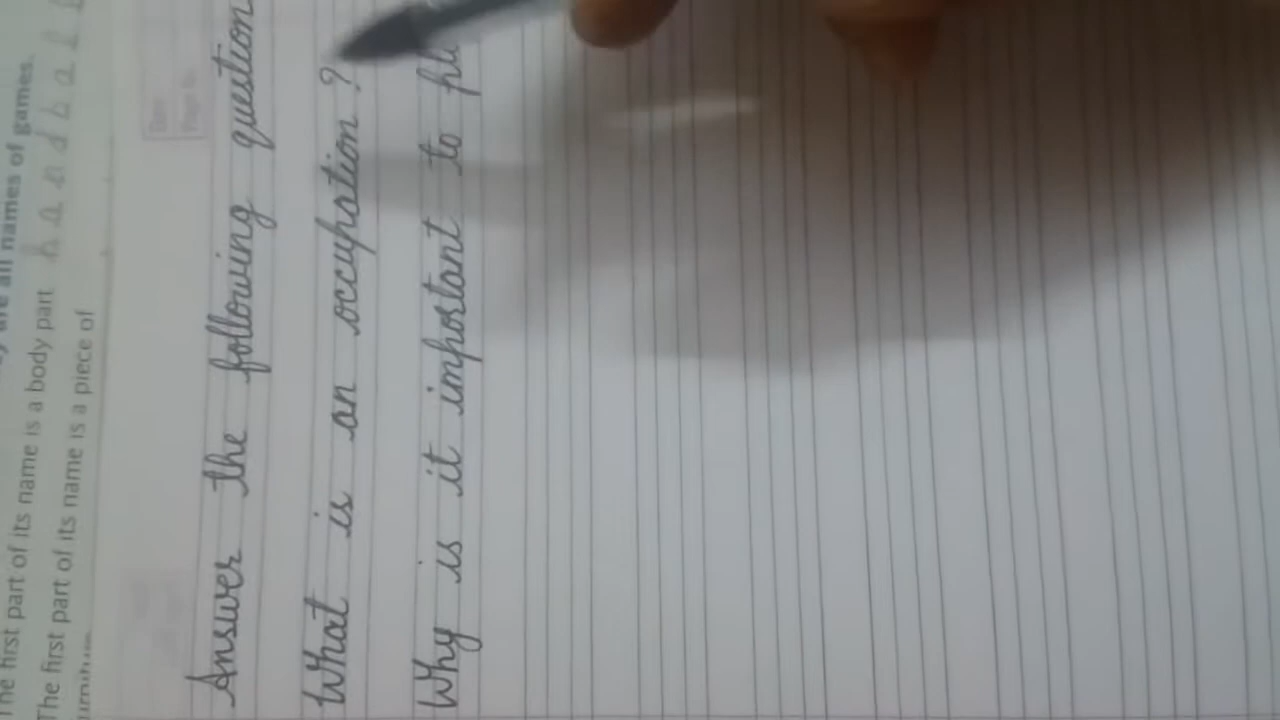 y are all names of games.
The first part of its name is a body part h a n d b a l
The first part of its name is a piece of
Answer the following question
What is an occupation ?
Why is it important to